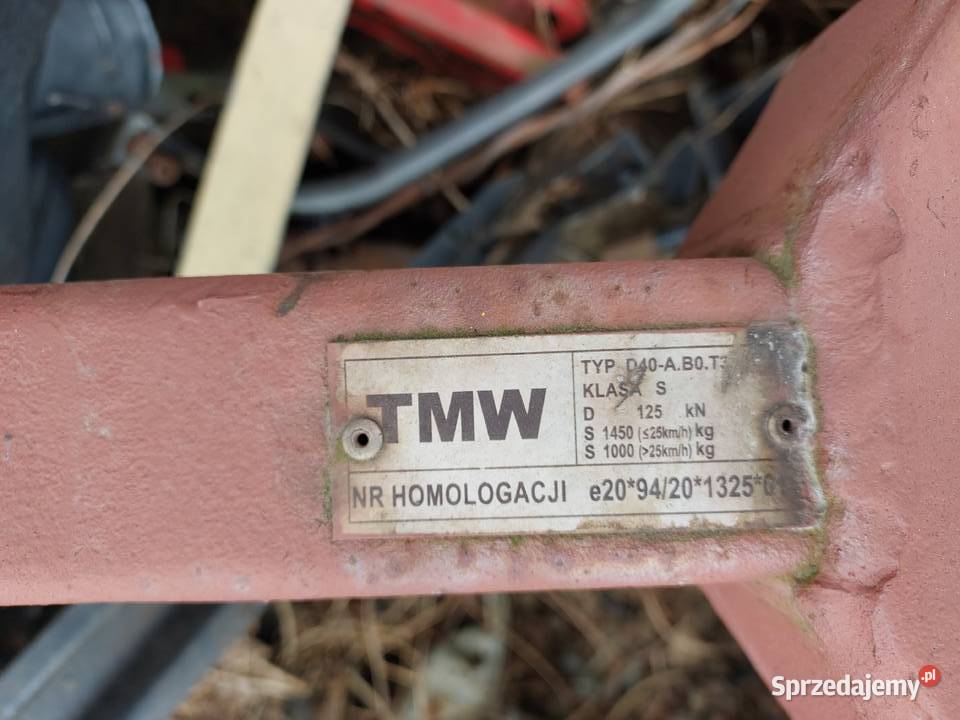 TMW
TYP D40-A.B0.T3
KLASA S
D 125 kN
S 1450 (≤25km/h) kg
S 1000 (>25km/h) kg
NR HOMOLOGACJI e20*94/20*1325*0
Sprzedajemy.pl